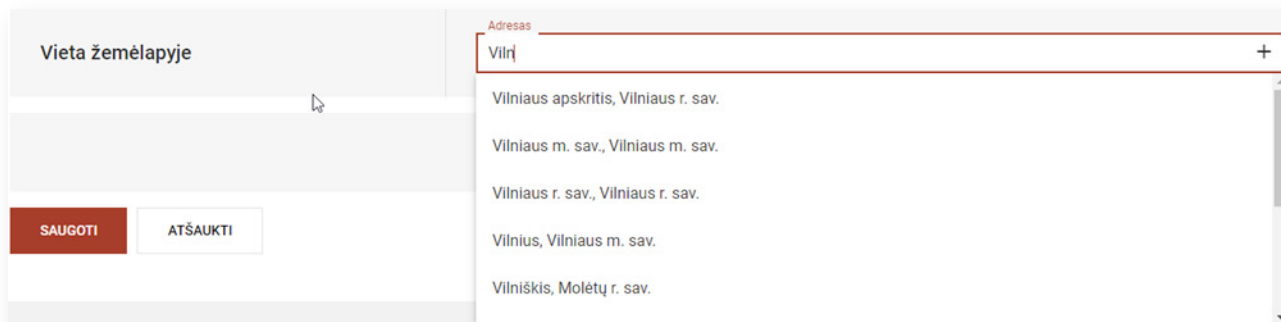 Vieta žemėlapyje
Adresas
Viln
Vilniaus apskritis, Vilniaus r. sav.
Vilniaus m. sav., Vilniaus m. sav.
Vilniaus r. sav., Vilniaus r. sav.
Vilnius, Vilniaus m. sav.
Vilniškis, Molėtų r. sav.
SAUGOTI
ATŠAUKTI